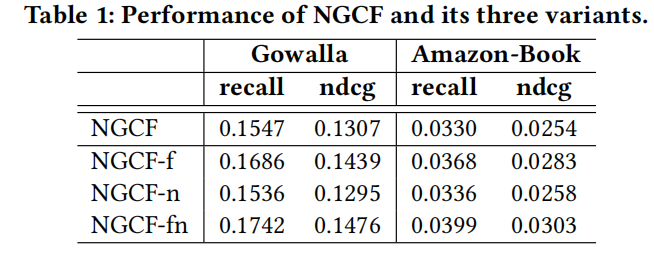 Table 1: Performance of NGCF and its three variants.
Gowalla Amazon-Book
recall ndcg recall ndcg
NGCF 0.1547 0.1307 0.0330 0.0254
NGCF-f 0.1686 0.1439 0.0368 0.0283
NGCF-n 0.1536 0.1295 0.0336 0.0258
NGCF-fn 0.1742 0.1476 0.0399 0.0303